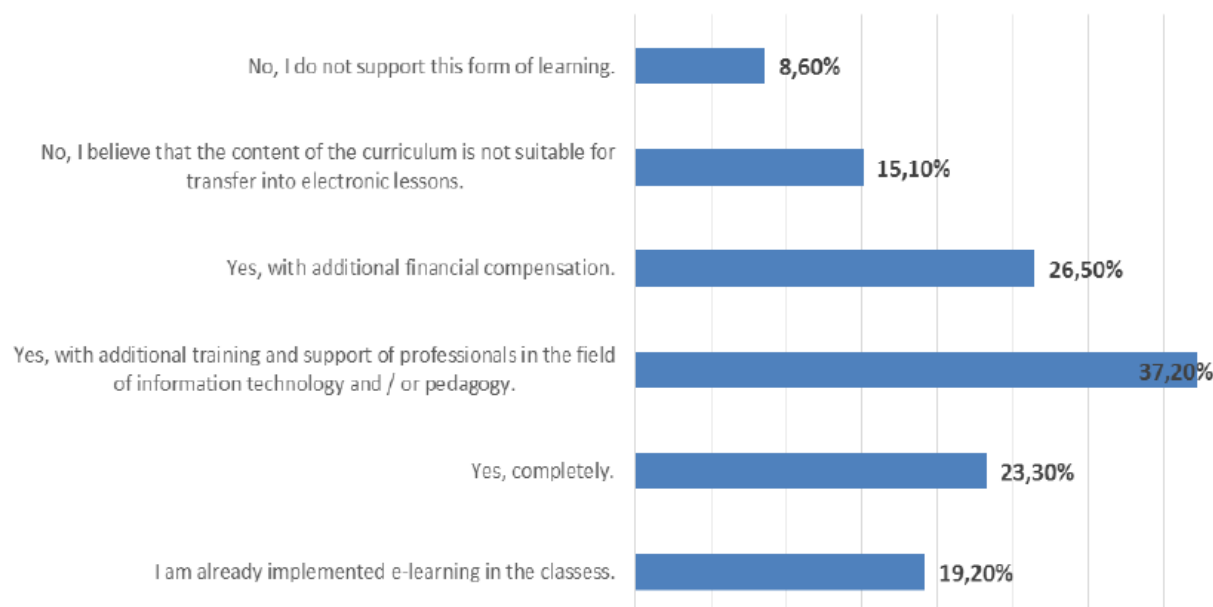 No, I do not support this form of learning.
8,60%
No, I believe that the content of the curriculum is not suitable for
transfer into electronic lessons.
15,10%
Yes, with additional financial compensation.
26,50%
Yes, with additional training and support of professionals in the field
of information technology and / or pedagogy.
37,20%
Yes, completely.
23,30%
I am already implemented e-learning in the classess.
19,20%